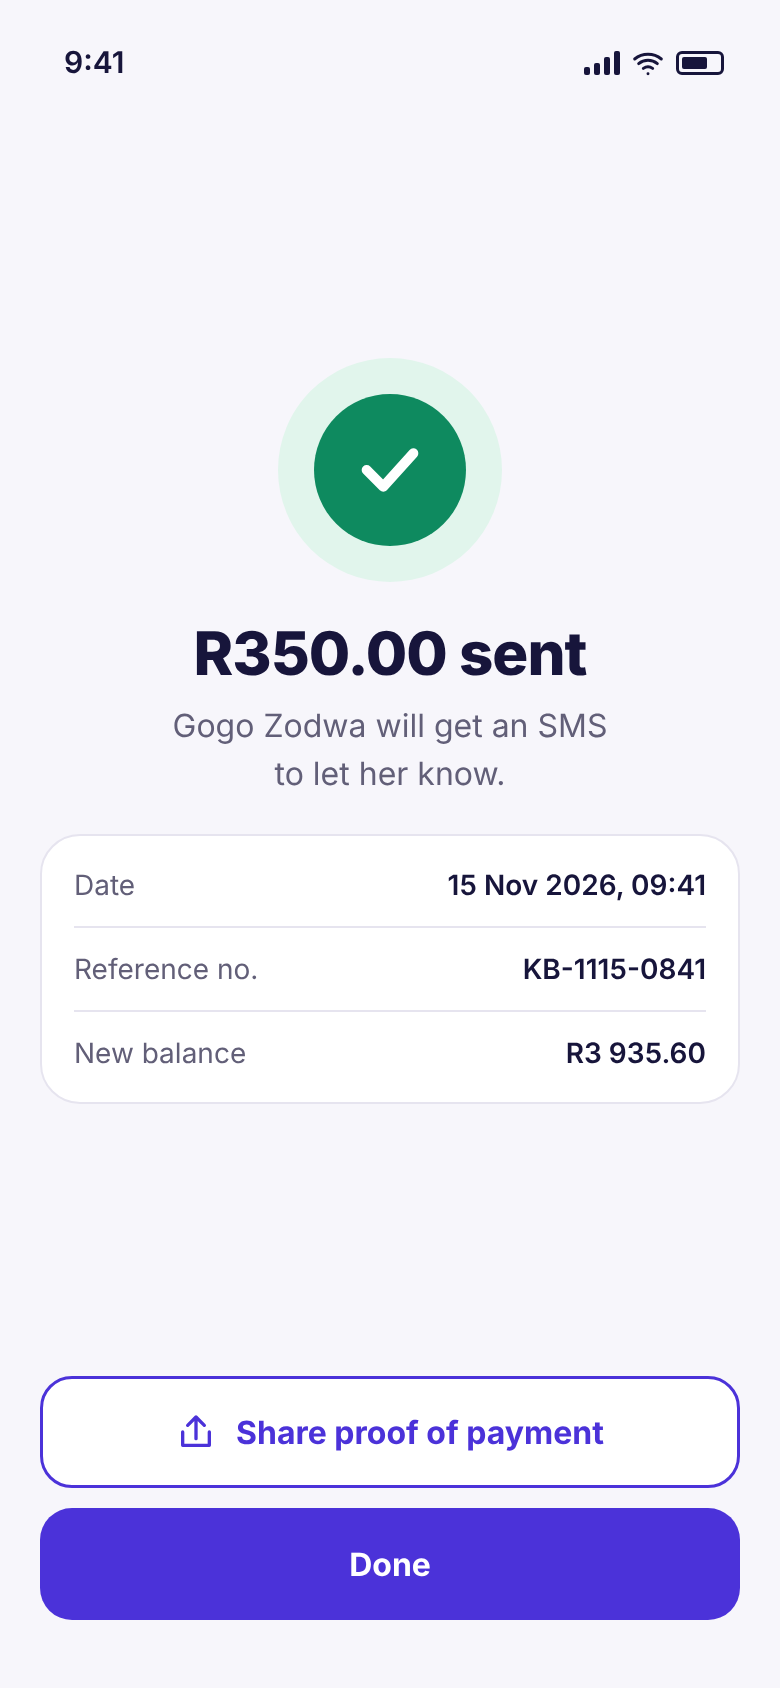 9:41
R350.00 sent
Gogo Zodwa will get an SMS
to let her know.
Date 15 Nov 2026, 09:41
Reference no. KB-1115-0841
New balance R3 935.60
Share proof of payment
Done